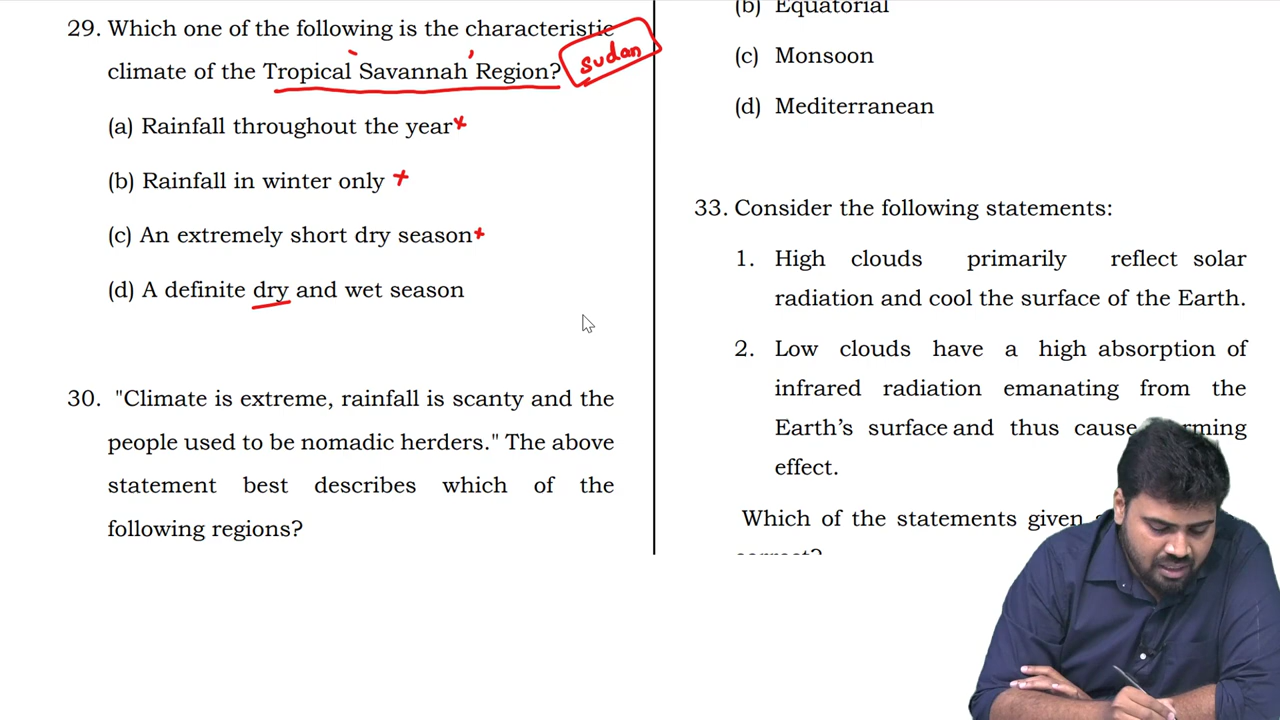 29. Which one of the following is the characteristic
climate of the Tropical Savannah Region?
sudan
(a) Rainfall throughout the year
(b) Rainfall in winter only
(c) An extremely short dry season
(d) A definite dry and wet season
30. "Climate is extreme, rainfall is scanty and the
people used to be nomadic herders." The above
statement best describes which of the
following regions?
(b) Equatorial
(c) Monsoon
(d) Mediterranean
33. Consider the following statements:
1. High clouds primarily reflect solar
radiation and cool the surface of the Earth.
2. Low clouds have a high absorption of
infrared radiation emanating from the
Earth's surface and thus cause
effect.
Which of the statements given